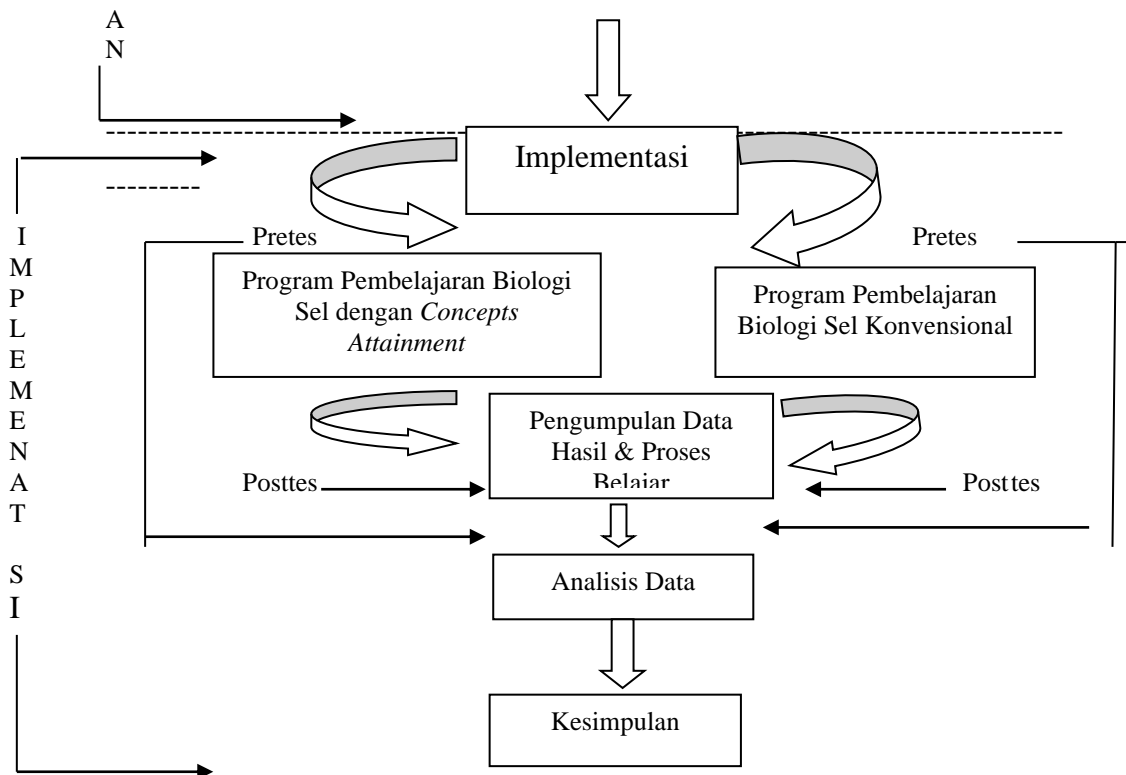 A
N
Implementasi
Pretes
Pretes
Program Pembelajaran Biologi
Sel dengan Concepts
Attainment
Program Pembelajaran
Biologi Sel Konvensional
Pengumpulan Data
Hasil & Proses
Belajar
Posttes
Posttes
Analisis Data
Kesimpulan
I
M
P
L
E
M
E
N
A
T
S
I